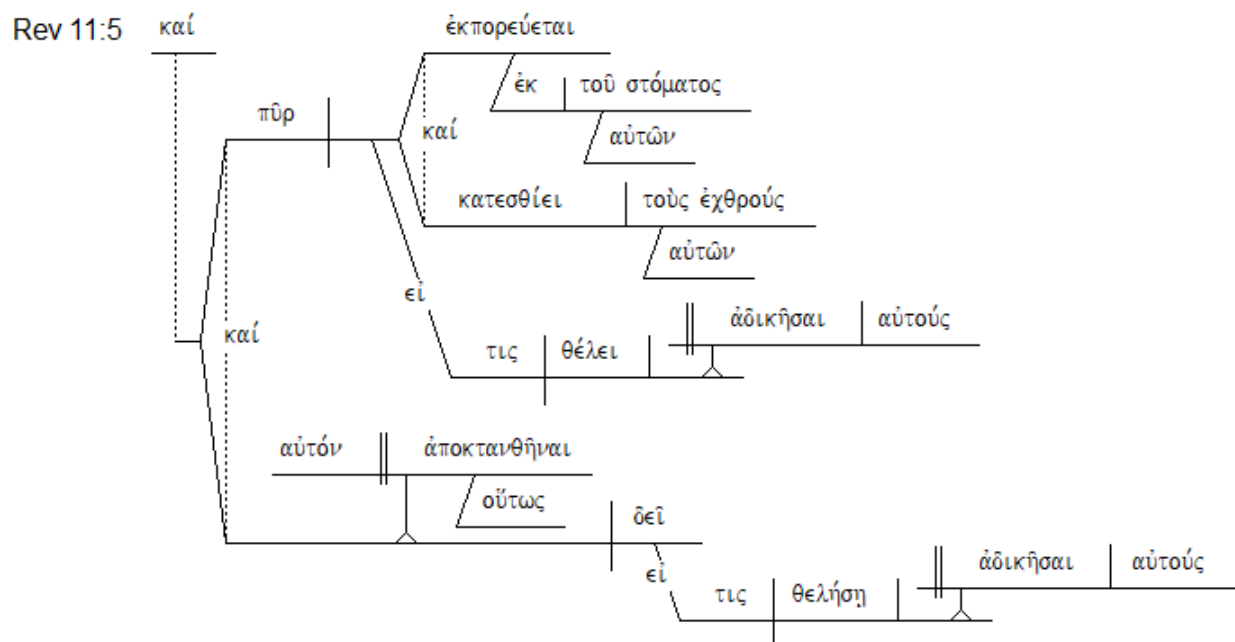 Rev 11:5 καί
ἐκπορεύεται
ἐκ τοῦ στόματος
πῦρ καί αὐτῶν
κατεσθίει τοὺς ἐχθρούς
αὐτῶν
εἰ
καί ἀδικῆσαι αὐτούς
τις θέλει
αὐτόν ἀποκτανθῆναι
οὕτως
δεῖ
εἰ ἀδικῆσαι αὐτούς
τις θελήσῃ